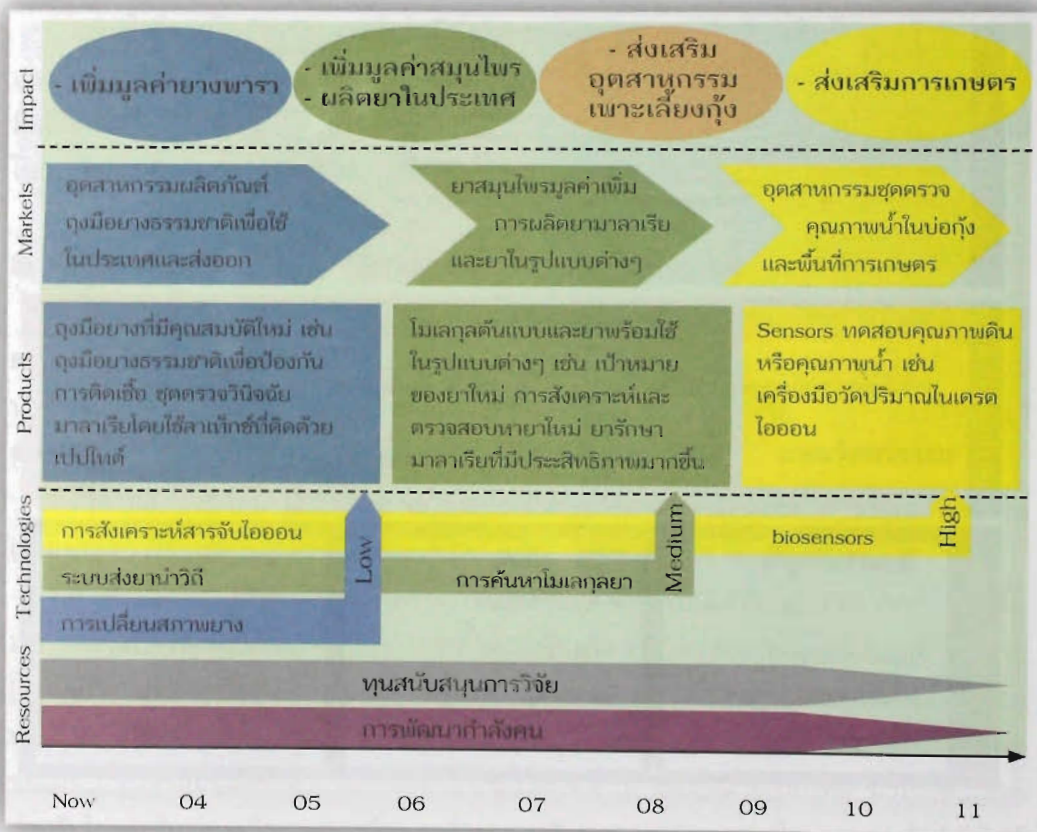 Impact
- เพิ่มมูลค่ายางพารา
- เพิ่มมูลค่าสมุนไพร
- ผลิตยาในประเทศ
- ส่งเสริม
อุตสาหกรรม
เพาะเลี้ยงกุ้ง
- ส่งเสริมการเกษตร
Markets
อุตสาหกรรมผลิตภัณฑ์
ถุงมือยางธรรมชาติเพื่อใช้
ในประเทศและส่งออก
ยาสมุนไพรมูลค่าเพิ่ม
การผลิตยามาลาเรีย
และยาในรูปแบบต่างๆ
อุตสาหกรรมชุดตรวจ
คุณภาพน้ำในบ่อกุ้ง
และพื้นที่การเกษตร
Products
ถุงมือยางที่มีคุณสมบัติใหม่ เช่น
ถุงมือยางธรรมชาติเพื่อป้องกัน
การติดเชื้อ ชุดตรวจวินิจฉัย
มาลาเรียโดยใช้ลาเท็กซ์ที่ติดด้วย
เปปไทด์
โมเลกุลต้นแบบและยาพร้อมใช้
ในรูปแบบต่างๆ เช่น เป้าหมาย
ของยาใหม่ การสังเคราะห์และ
ตรวจสอบหายาใหม่ ยารักษา
มาลาเรียที่มีประสิทธิภาพมากขึ้น
Sensors ทดสอบคุณภาพดิน
หรือคุณภาพน้ำ เช่น
เครื่องมือวัดปริมาณไนเตรต
ไอออน
Technologies
การสังเคราะห์สารจับไอออน
biosensors
High
ระบบส่งยานำวิถี
การค้นหาโมเลกุลยา
Medium
การเปลี่ยนสภาพยาง
Low
Resources
ทุนสนับสนุนการวิจัย
การพัฒนากำลังคน
Now 04 05 06 07 08 09 10 11